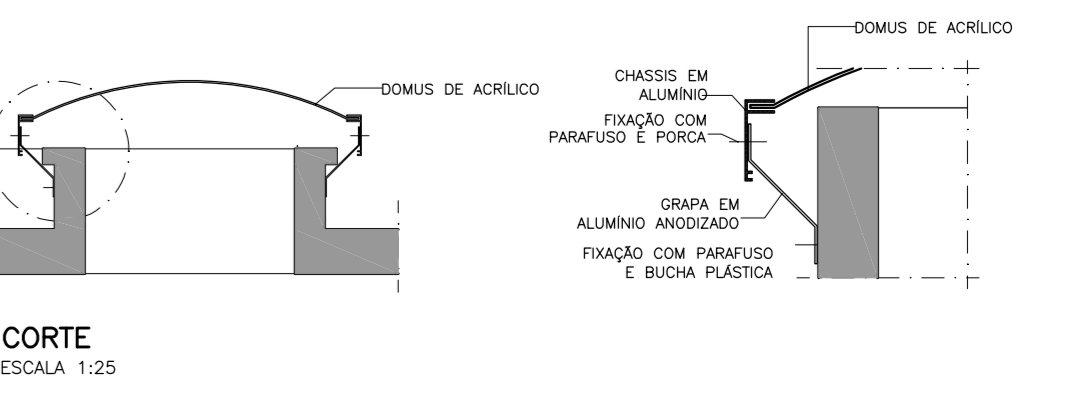 DOMUS DE ACRÍLICO
CORTE
ESCALA 1:25
DOMUS DE ACRÍLICO
CHASSIS EM
ALUMÍNIO
FIXAÇÃO COM
PARAFUSO E PORCA
GRAPA EM
ALUMÍNIO ANODIZADO
FIXAÇÃO COM PARAFUSO
E BUCHA PLÁSTICA